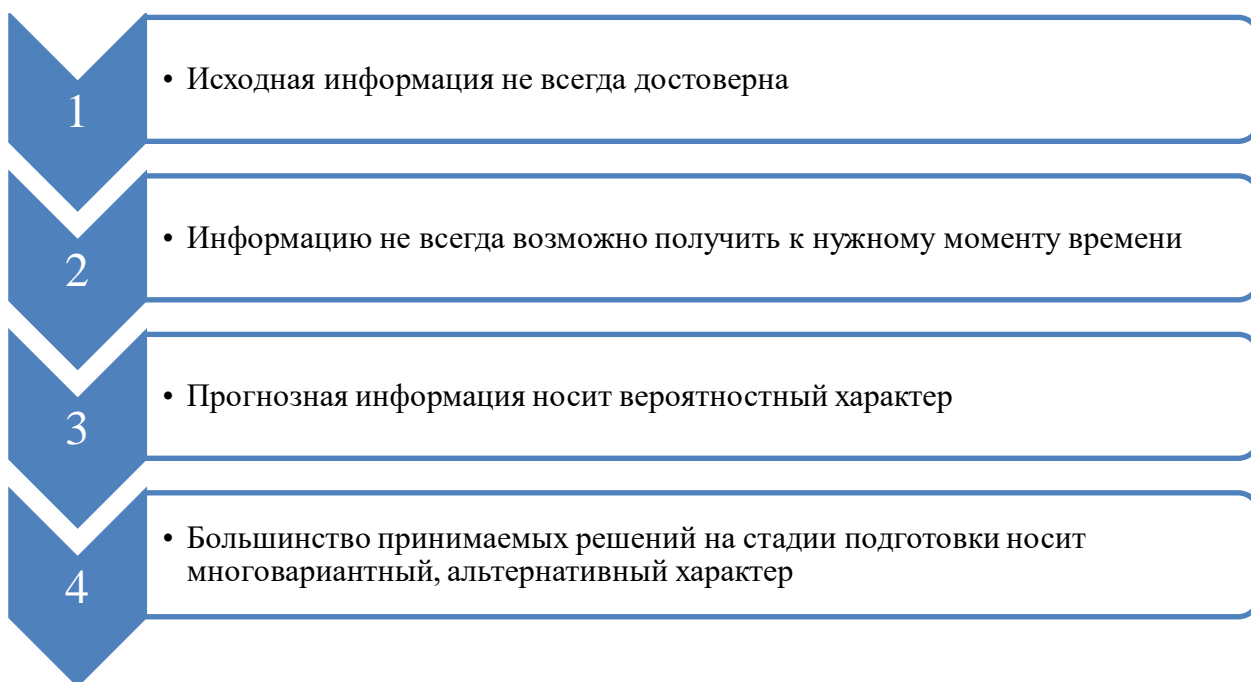 1
• Исходная информация не всегда достоверна
2
• Информацию не всегда возможно получить к нужному моменту времени
3
• Прогнозная информация носит вероятностный характер
4
• Большинство принимаемых решений на стадии подготовки носит
многовариантный, альтернативный характер